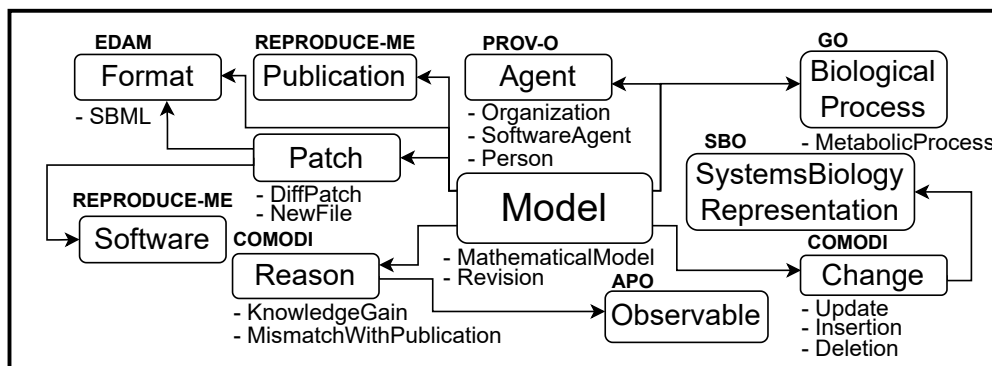 EDAM
Format
- SBML
REPRODUCE-ME
Publication
PROV-O
Agent
- Organization
- SoftwareAgent
- Person
GO
Biological
Process
- MetabolicProcess
Patch
- DiffPatch
- NewFile
SBO
SystemsBiology
Representation
REPRODUCE-ME
Software
Model
- MathematicalModel
- Revision
COMODI
Reason
- KnowledgeGain
- MismatchWithPublication
APO
Observable
COMODI
Change
- Update
- Insertion
- Deletion